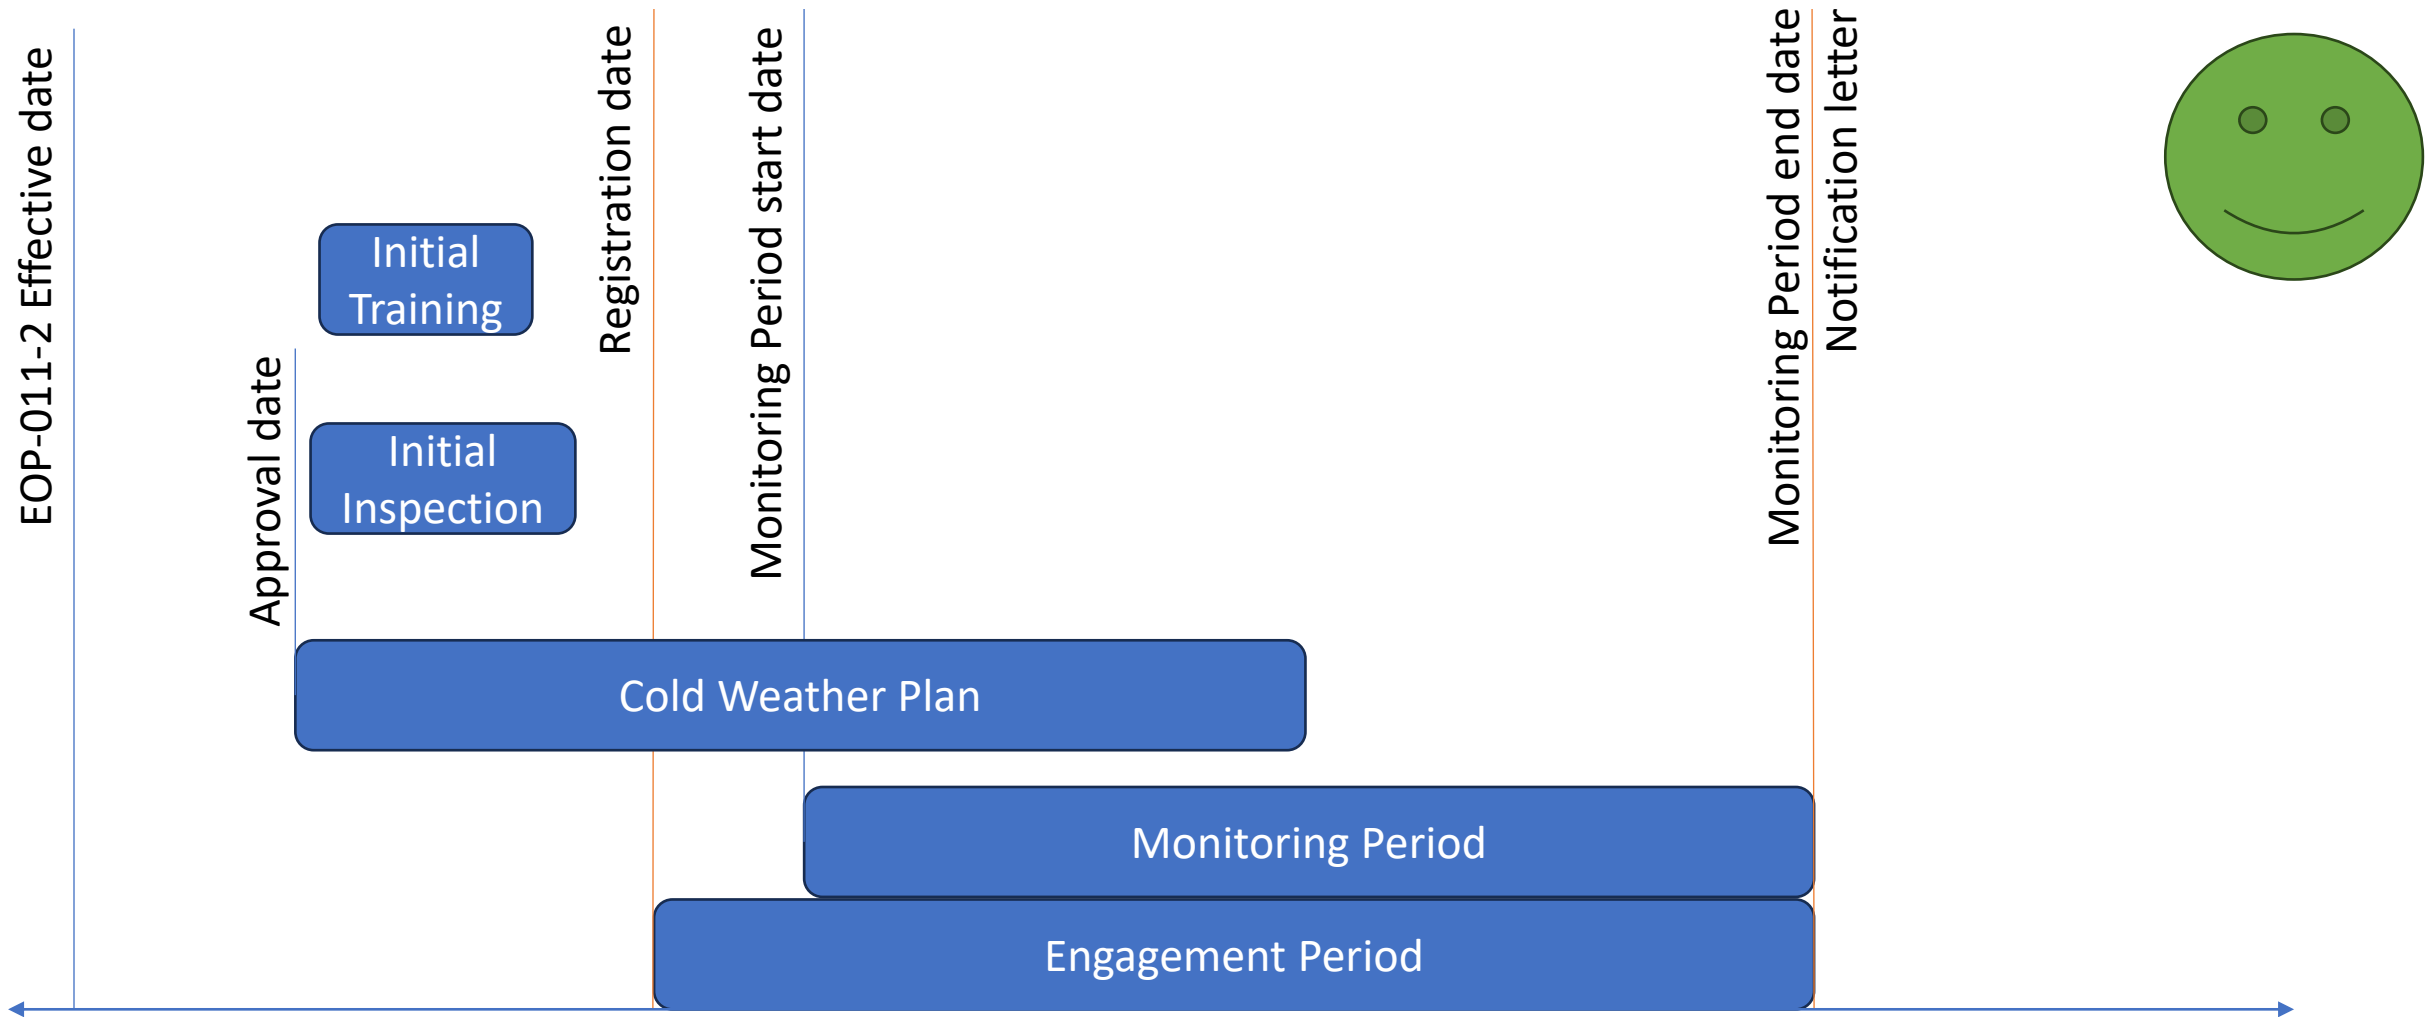 EOP-011-2 Effective date
Approval date
Initial
Training
Initial
Inspection
Registration date
Monitoring Period start date
Monitoring Period end date
Notification letter
Cold Weather Plan
Monitoring Period
Engagement Period